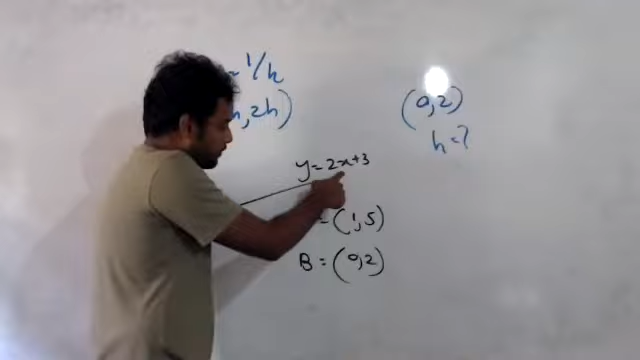 1/h
, 2h)
(0,2)
h=?
y=2x+3
=(1,5)
B=(0,2)